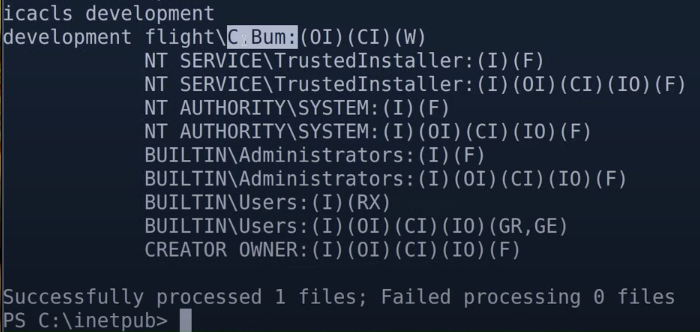 icacls development
development flight\C.Bum:(OI)(CI)(W)
NT SERVICE\TrustedInstaller:(I)(F)
NT SERVICE\TrustedInstaller:(I)(OI)(CI)(IO)(F)
NT AUTHORITY\SYSTEM:(I)(F)
NT AUTHORITY\SYSTEM:(I)(OI)(CI)(IO)(F)
BUILTIN\Administrators:(I)(F)
BUILTIN\Administrators:(I)(OI)(CI)(IO)(F)
BUILTIN\Users:(I)(RX)
BUILTIN\Users:(I)(OI)(CI)(IO)(GR,GE)
CREATOR OWNER:(I)(OI)(CI)(IO)(F)
Successfully processed 1 files; Failed processing 0 files
PS C:\inetpub>